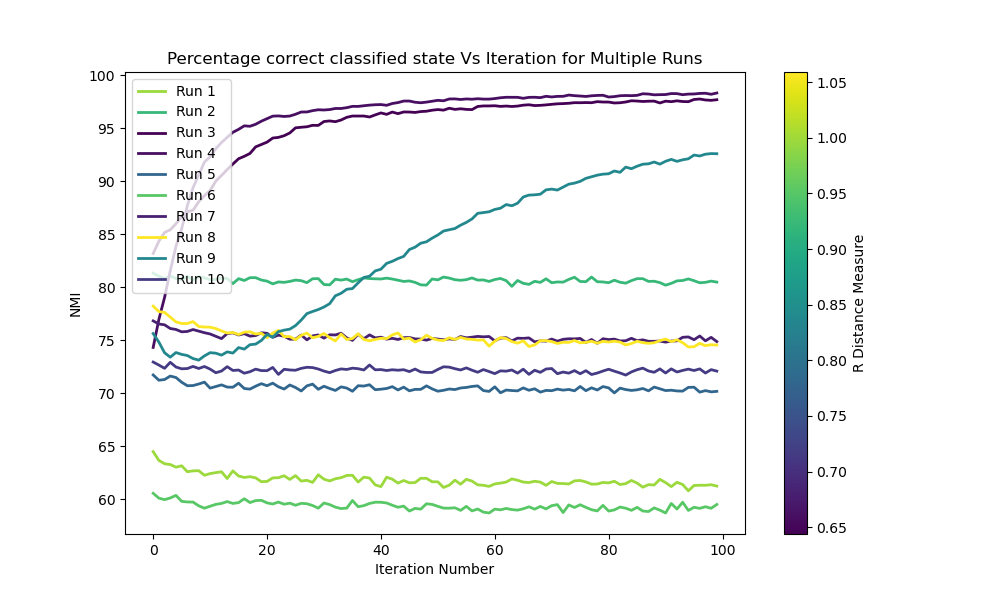 Percentage correct classified state Vs Iteration for Multiple Runs
NMI
100
95
90
85
80
75
70
65
60
Run 1
Run 2
Run 3
Run 4
Run 5
Run 6
Run 7
Run 8
Run 9
Run 10
0
20
40
60
80
100
Iteration Number
1.05
1.00
0.95
0.90
0.85
0.80
0.75
0.70
0.65
R Distance Measure